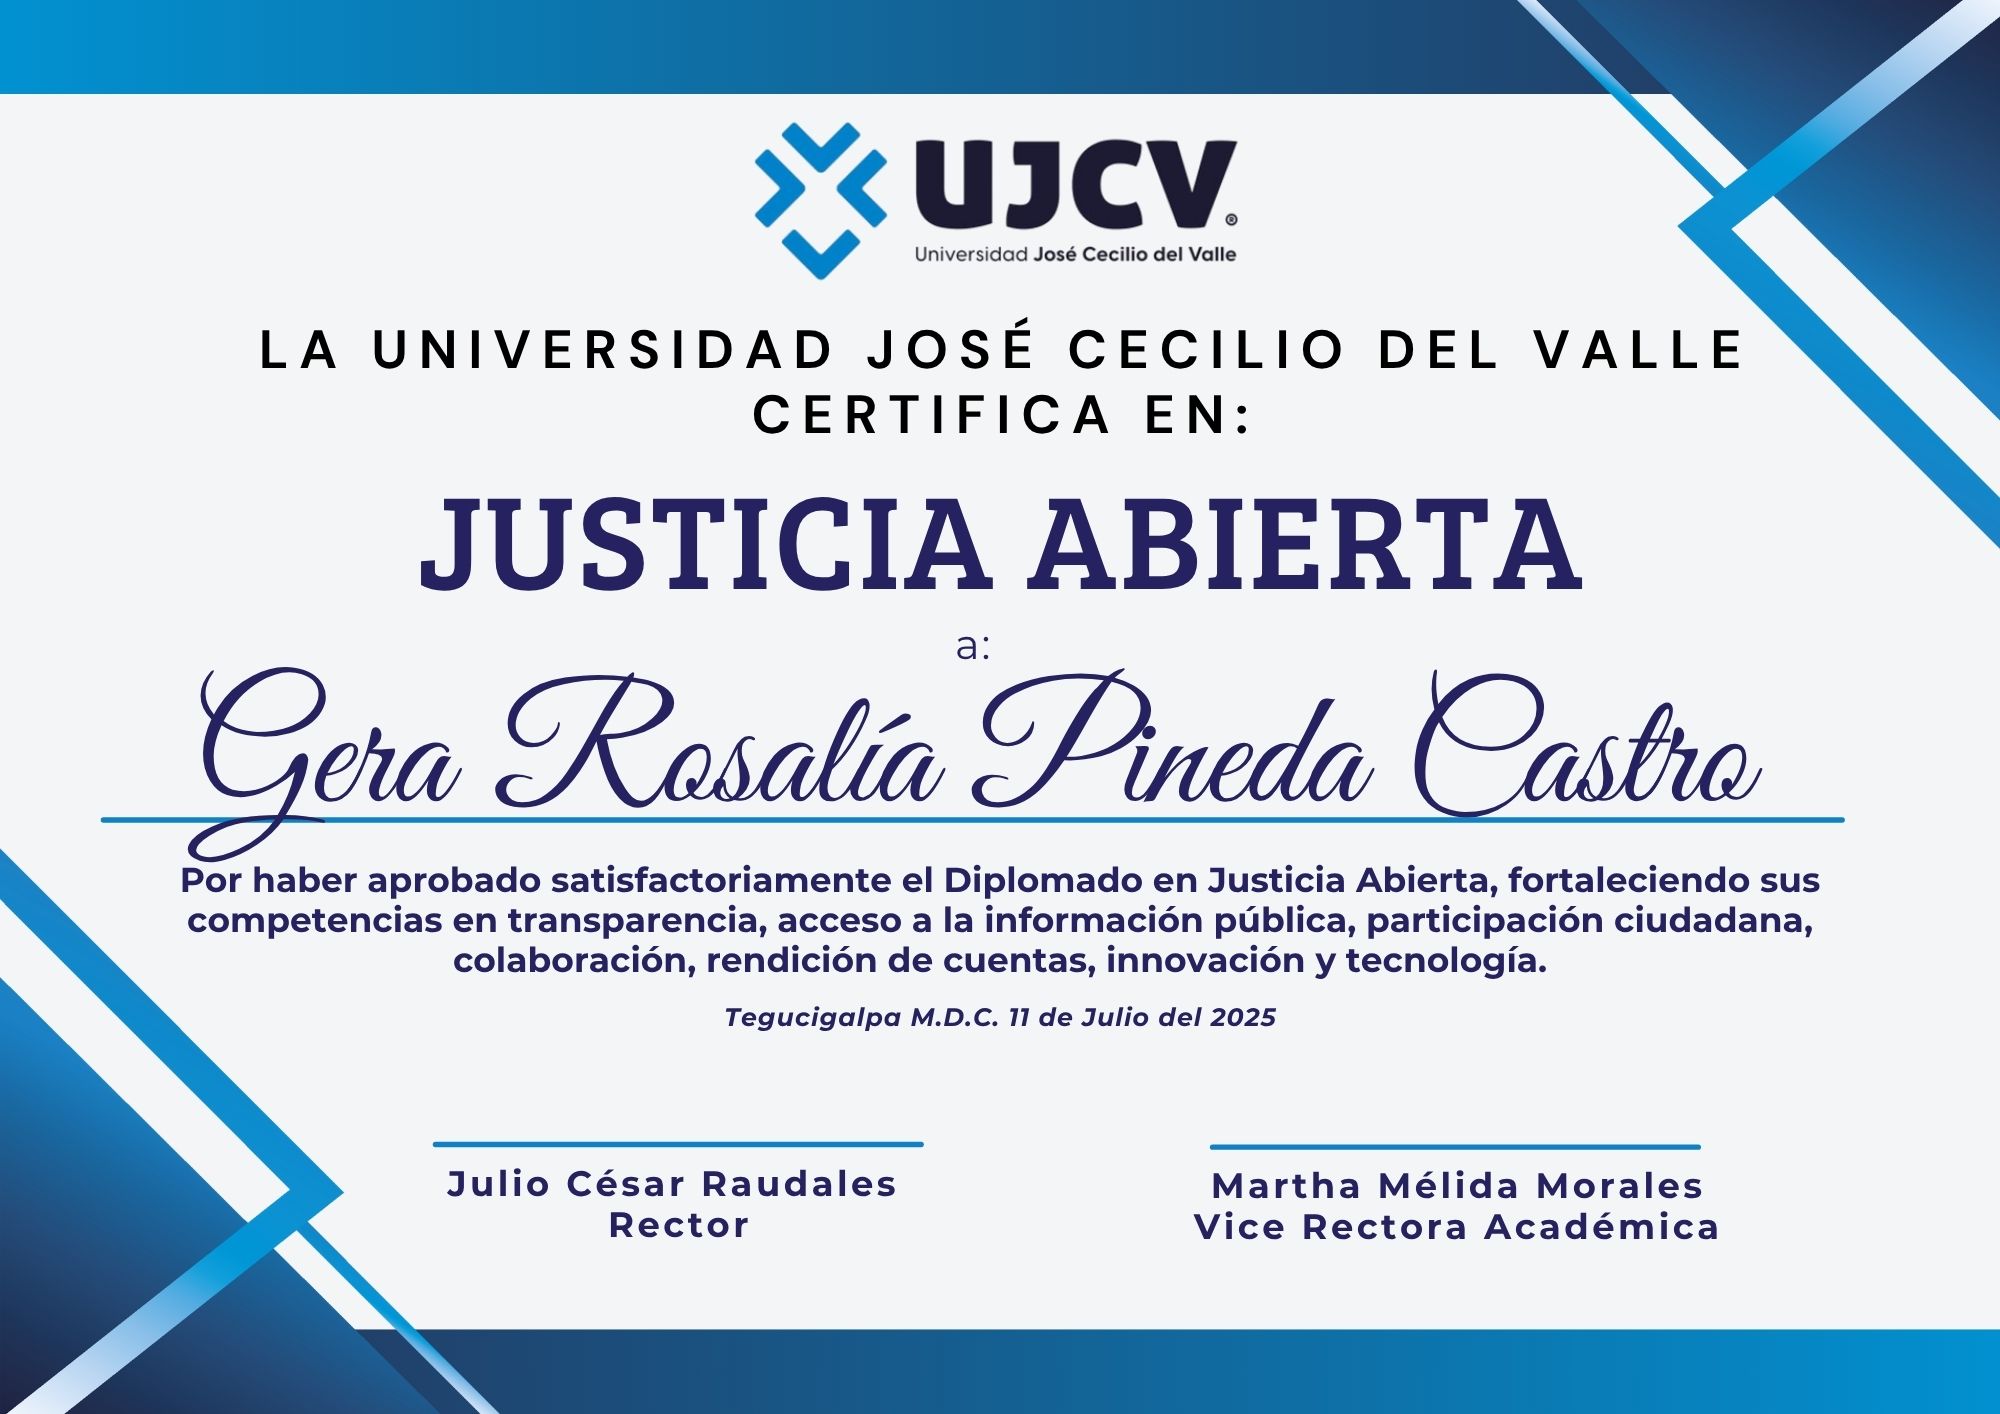 UJCV®
Universidad José Cecilio del Valle
LA UNIVERSIDAD JOSÉ CECILIO DEL VALLE
CERTIFICA EN:
JUSTICIA ABIERTA
a:
Gera Rosalía Pineda Castro
Por haber aprobado satisfactoriamente el Diplomado en Justicia Abierta, fortaleciendo sus
competencias en transparencia, acceso a la información pública, participación ciudadana,
colaboración, rendición de cuentas, innovación y tecnología.
Tegucigalpa M.D.C. 11 de Julio del 2025
Julio César Raudales
Rector
Martha Mélida Morales
Vice Rectora Académica